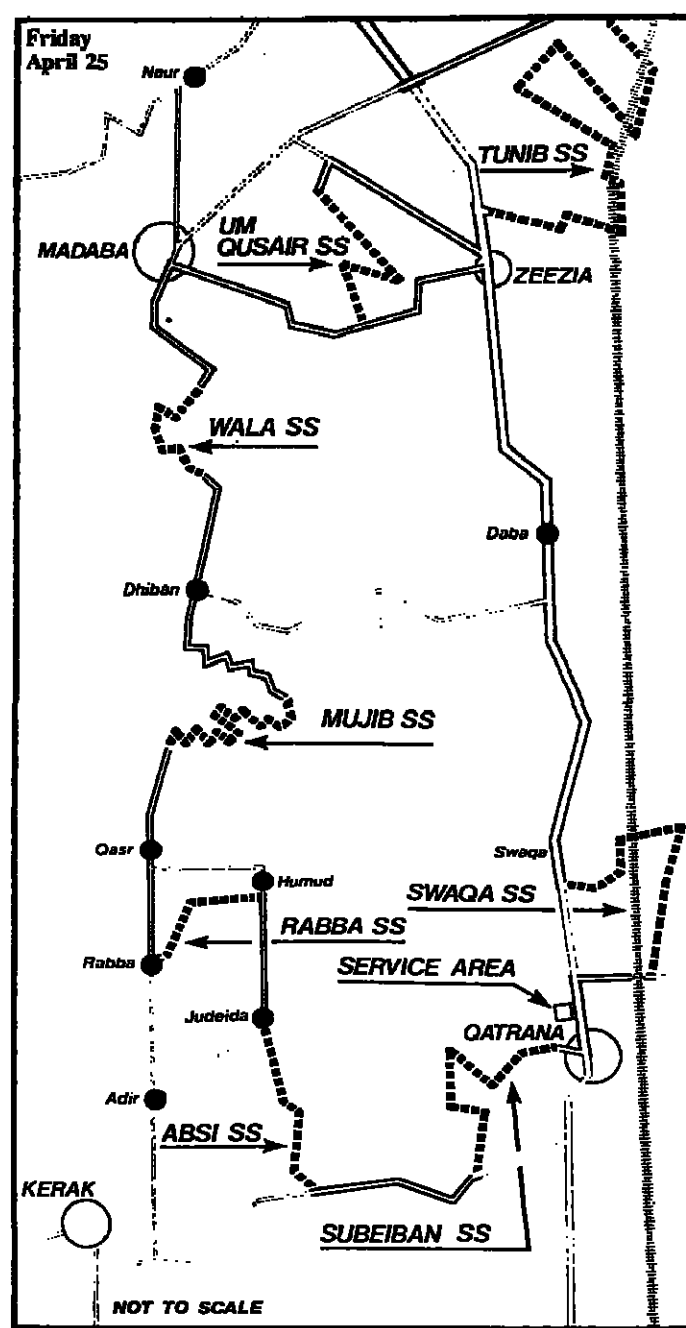 Friday
April 25
Naur
TUNIB SS
MADABA
UM
QUSAIR SS
ZEEZIA
WALA SS
Daba
Dhiban
MUJIB SS
Qasr
Swaqa
Humud
SWAQA SS
RABBA SS
Rabba
SERVICE AREA
Judeida
QATRANA
Adir
ABSI SS
KERAK
SUBEIBAN SS
NOT TO SCALE